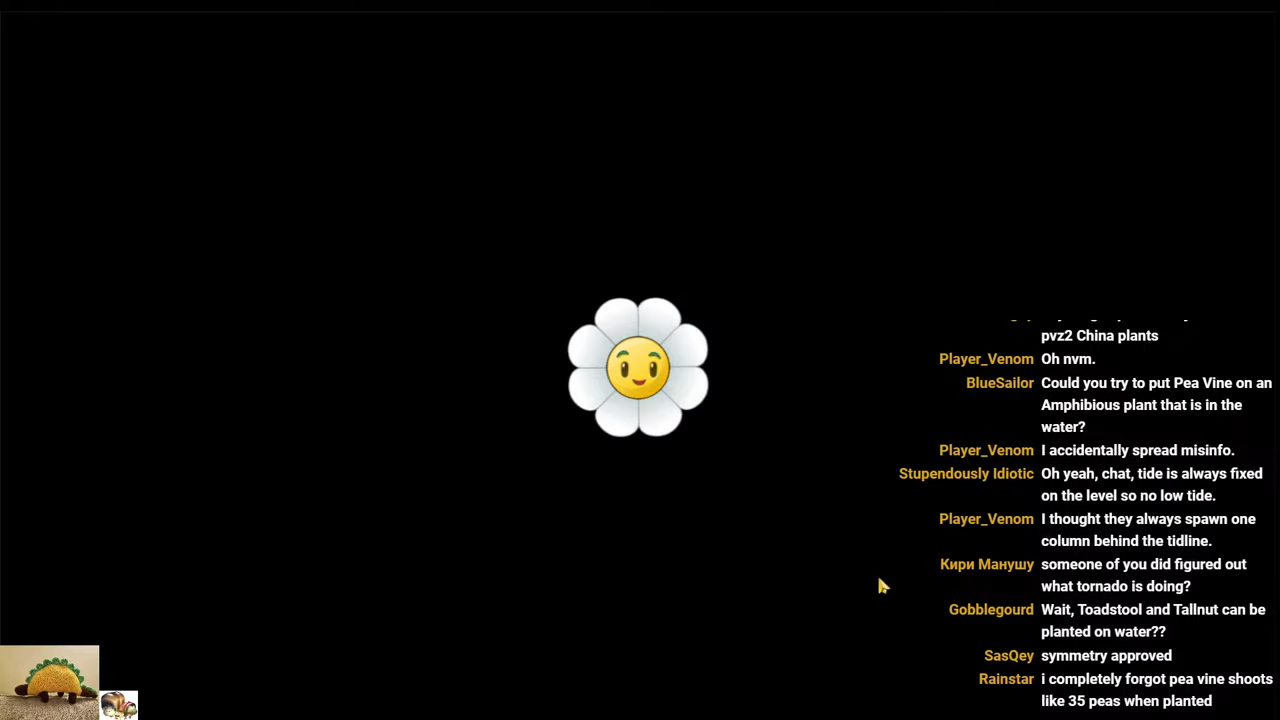 pvz2 China plants
Player_Venom Oh nvm.
BlueSailor Could you try to put Pea Vine on an
Amphibious plant that is in the
water?
Player_Venom I accidentally spread misinfo.
Stupendously Idiotic Oh yeah, chat, tide is always fixed
on the level so no low tide.
Player_Venom I thought they always spawn one
column behind the tidline.
Кири Манушу someone of you did figured out
what tornado is doing?
Gobblegourd Wait, Toadstool and Tallnut can be
planted on water??
SasQey symmetry approved
Rainstar i completely forgot pea vine shoots
like 35 peas when planted